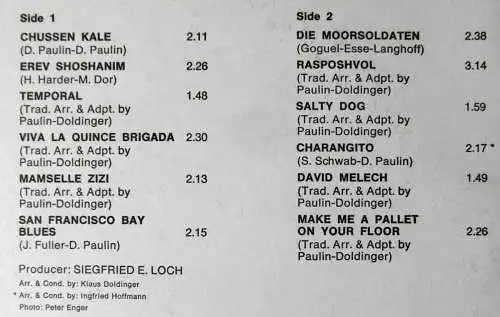 Side 1
CHUSSEN KALE 2.11
(D. Paulin-D. Paulin)
EREV SHOSHANIM 2.26
(H. Harder-M. Dor)
TEMPORAL 1.48
(Trad. Arr. & Adpt. by
Paulin-Doldinger)
VIVA LA QUINCE BRIGADA 2.30
(Trad. Arr. & Adpt. by
Paulin-Doldinger)
MAMSELLE ZIZI 2.13
(Trad. Arr. & Adpt. by
Paulin-Doldinger)
SAN FRANCISCO BAY
BLUES 2.15
(J. Fuller-D. Paulin)
Producer: SIEGFRIED E. LOCH
Arr. & Cond. by: Klaus Doldinger
* Arr. & Cond. by: Ingfried Hoffmann
Photo: Peter Enger
Side 2
DIE MOORSOLDATEN 2.38
(Goguel-Esse-Langhoff)
RASPOSHVOL 3.14
(Trad. Arr. & Adpt. by
Paulin-Doldinger)
SALTY DOG 1.59
(Trad. Arr. & Adpt. by
Paulin-Doldinger)
CHARANGITO 2.17 *
(S. Schwab-D. Paulin)
DAVID MELECH 1.49
(Trad. Arr. & Adpt. by
Paulin-Doldinger)
MAKE ME A PALLET
ON YOUR FLOOR 2.26
(Trad. Arr. & Adpt. by
Paulin-Doldinger)